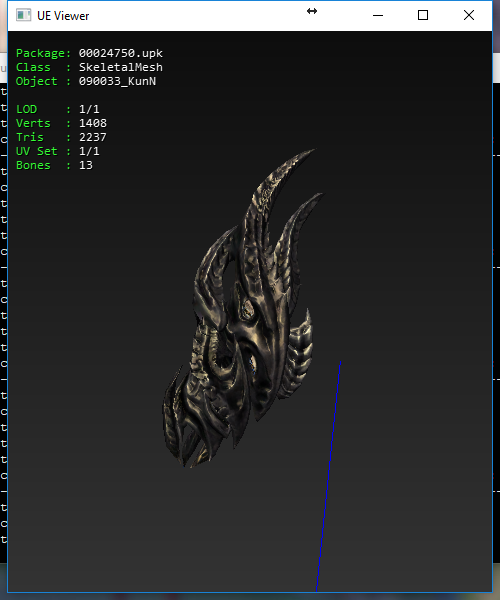 UE Viewer
Package: 00024750.upk
Class : SkeletalMesh
Object : 090033_KunN
LOD : 1/1
Verts : 1408
Tris : 2237
UV Set : 1/1
Bones : 13